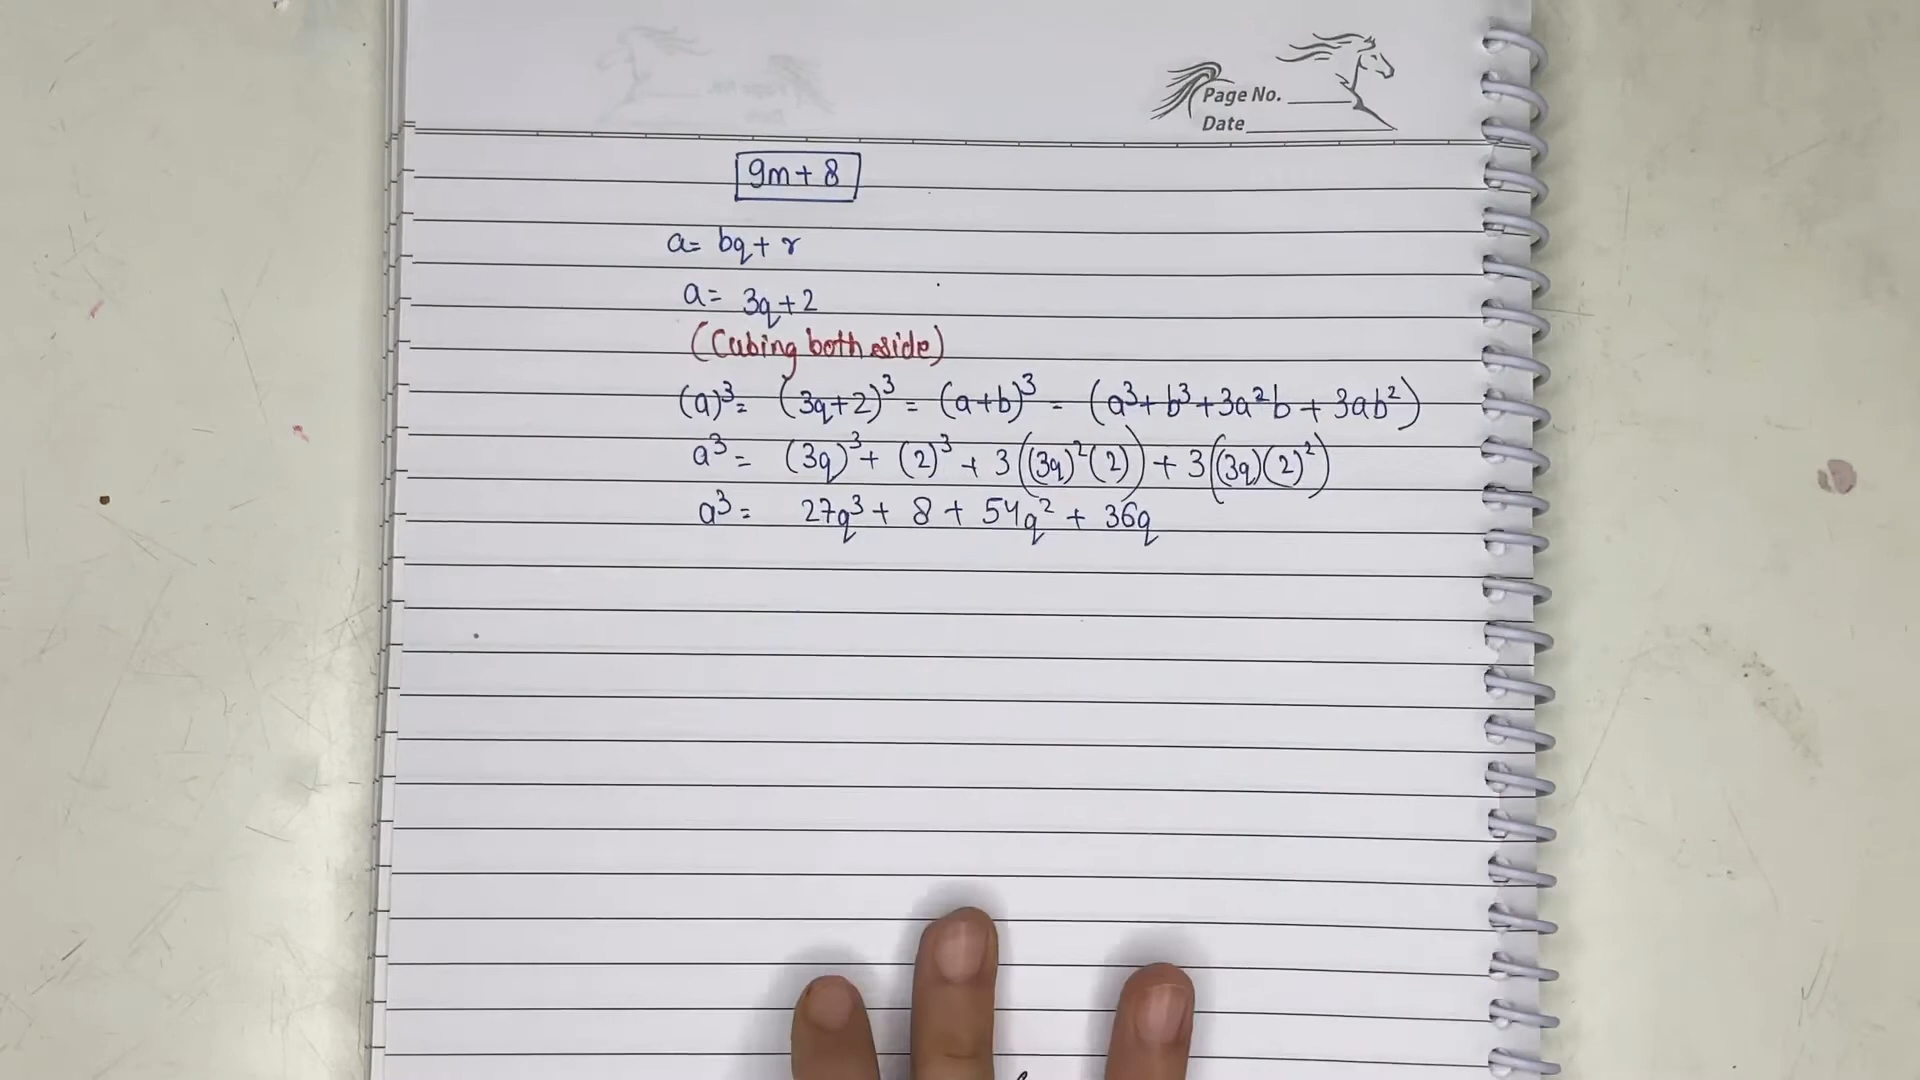 Page No.
Date
9m+8
a= bq+r
a= 3q+2
(Cubing both side)
(a)³= (3q+2)³ = (a+b)³ = (a³+b³+3a²b+3ab²)
a³= (3q)³+ (2)³ + 3((3q)²(2)) + 3((3q)(2)²)
a³= 27q³+ 8 + 54q² + 36q